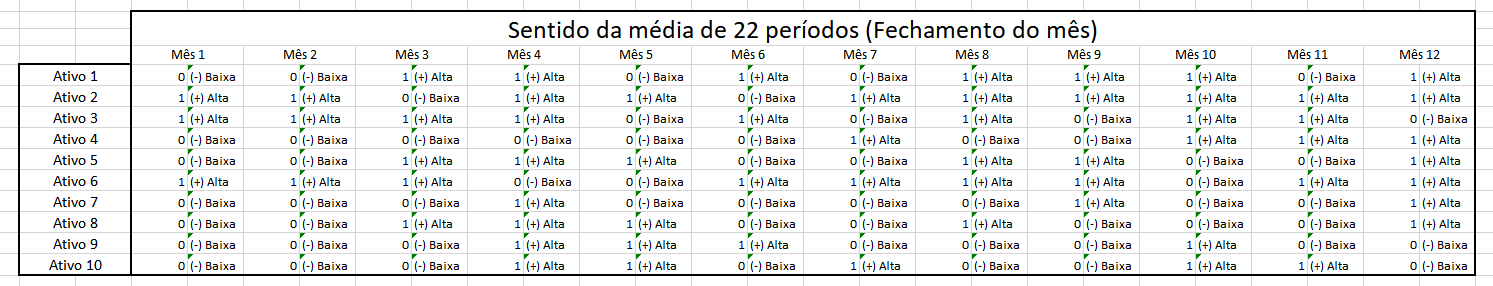 Sentido da média de 22 períodos (Fechamento do mês)
Mês 1 Mês 2 Mês 3 Mês 4 Mês 5 Mês 6 Mês 7 Mês 8 Mês 9 Mês 10 Mês 11 Mês 12
Ativo 1 0 (-) Baixa 0 (-) Baixa 1 (+) Alta 1 (+) Alta 0 (-) Baixa 1 (+) Alta 0 (-) Baixa 1 (+) Alta 1 (+) Alta 1 (+) Alta 0 (-) Baixa 1 (+) Alta
Ativo 2 1 (+) Alta 1 (+) Alta 0 (-) Baixa 1 (+) Alta 1 (+) Alta 0 (-) Baixa 1 (+) Alta 1 (+) Alta 1 (+) Alta 1 (+) Alta 1 (+) Alta 1 (+) Alta
Ativo 3 1 (+) Alta 1 (+) Alta 1 (+) Alta 1 (+) Alta 0 (-) Baixa 1 (+) Alta 0 (-) Baixa 1 (+) Alta 1 (+) Alta 1 (+) Alta 1 (+) Alta 0 (-) Baixa
Ativo 4 0 (-) Baixa 0 (-) Baixa 0 (-) Baixa 0 (-) Baixa 0 (-) Baixa 0 (-) Baixa 1 (+) Alta 0 (-) Baixa 0 (-) Baixa 1 (+) Alta 1 (+) Alta 1 (+) Alta
Ativo 5 0 (-) Baixa 0 (-) Baixa 1 (+) Alta 1 (+) Alta 1 (+) Alta 0 (-) Baixa 0 (-) Baixa 1 (+) Alta 1 (+) Alta 0 (-) Baixa 0 (-) Baixa 1 (+) Alta
Ativo 6 1 (+) Alta 1 (+) Alta 1 (+) Alta 0 (-) Baixa 0 (-) Baixa 1 (+) Alta 1 (+) Alta 1 (+) Alta 1 (+) Alta 0 (-) Baixa 1 (+) Alta 1 (+) Alta
Ativo 7 0 (-) Baixa 0 (-) Baixa 0 (-) Baixa 0 (-) Baixa 0 (-) Baixa 0 (-) Baixa 0 (-) Baixa 1 (+) Alta 0 (-) Baixa 0 (-) Baixa 0 (-) Baixa 1 (+) Alta
Ativo 8 0 (-) Baixa 0 (-) Baixa 1 (+) Alta 1 (+) Alta 1 (+) Alta 0 (-) Baixa 0 (-) Baixa 1 (+) Alta 0 (-) Baixa 0 (-) Baixa 0 (-) Baixa 1 (+) Alta
Ativo 9 0 (-) Baixa 0 (-) Baixa 0 (-) Baixa 1 (+) Alta 1 (+) Alta 1 (+) Alta 0 (-) Baixa 0 (-) Baixa 0 (-) Baixa 1 (+) Alta 0 (-) Baixa 0 (-) Baixa
Ativo 10 0 (-) Baixa 0 (-) Baixa 0 (-) Baixa 1 (+) Alta 1 (+) Alta 0 (-) Baixa 1 (+) Alta 0 (-) Baixa 0 (-) Baixa 1 (+) Alta 1 (+) Alta 0 (-) Baixa